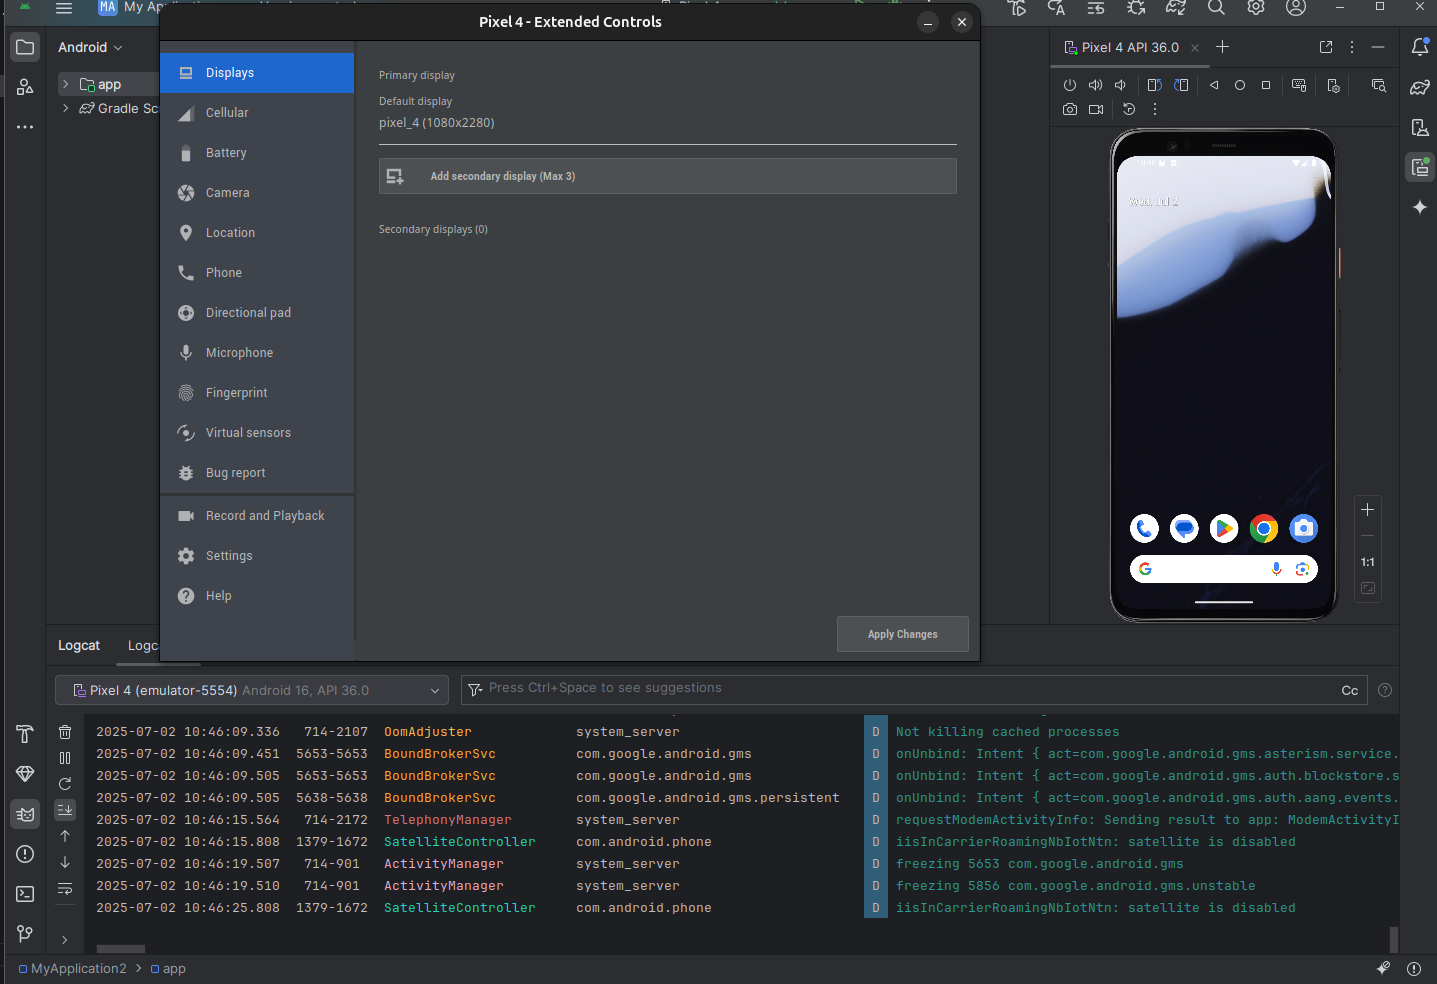 MA My Ap
Pixel 4 - Extended Controls
Android
app
Gradle Sc
Displays
Cellular
Battery
Camera
Location
Phone
Directional pad
Microphone
Fingerprint
Virtual sensors
Bug report
Record and Playback
Settings
Help
Primary display
Default display
pixel_4 (1080x2280)
Add secondary display (Max 3)
Secondary displays (0)
Apply Changes
Pixel 4 API 36.0
Wed, Jul 2
1:1
Logcat Logc
Pixel 4 (emulator-5554) Android 16, API 36.0
Press Ctrl+Space to see suggestions
Cc
2025-07-02 10:46:09.336 714-2107 OomAdjuster system_server D Not killing cached processes
2025-07-02 10:46:09.451 5653-5653 BoundBrokerSvc com.google.android.gms D onUnbind: Intent { act=com.google.android.gms.asterism.service.
2025-07-02 10:46:09.505 5653-5653 BoundBrokerSvc com.google.android.gms D onUnbind: Intent { act=com.google.android.gms.auth.blockstore.s
2025-07-02 10:46:09.505 5638-5638 BoundBrokerSvc com.google.android.gms.persistent D onUnbind: Intent { act=com.google.android.gms.auth.aang.events.
2025-07-02 10:46:15.564 714-2172 TelephonyManager system_server D requestModemActivityInfo: Sending result to app: ModemActivityI
2025-07-02 10:46:15.808 1379-1672 SatelliteController com.android.phone D iisInCarrierRoamingNbIotNtn: satellite is disabled
2025-07-02 10:46:19.507 714-901 ActivityManager system_server D freezing 5653 com.google.android.gms
2025-07-02 10:46:19.510 714-901 ActivityManager system_server D freezing 5856 com.google.android.gms.unstable
2025-07-02 10:46:25.808 1379-1672 SatelliteController com.android.phone D iisInCarrierRoamingNbIotNtn: satellite is disabled
MyApplication2 > app